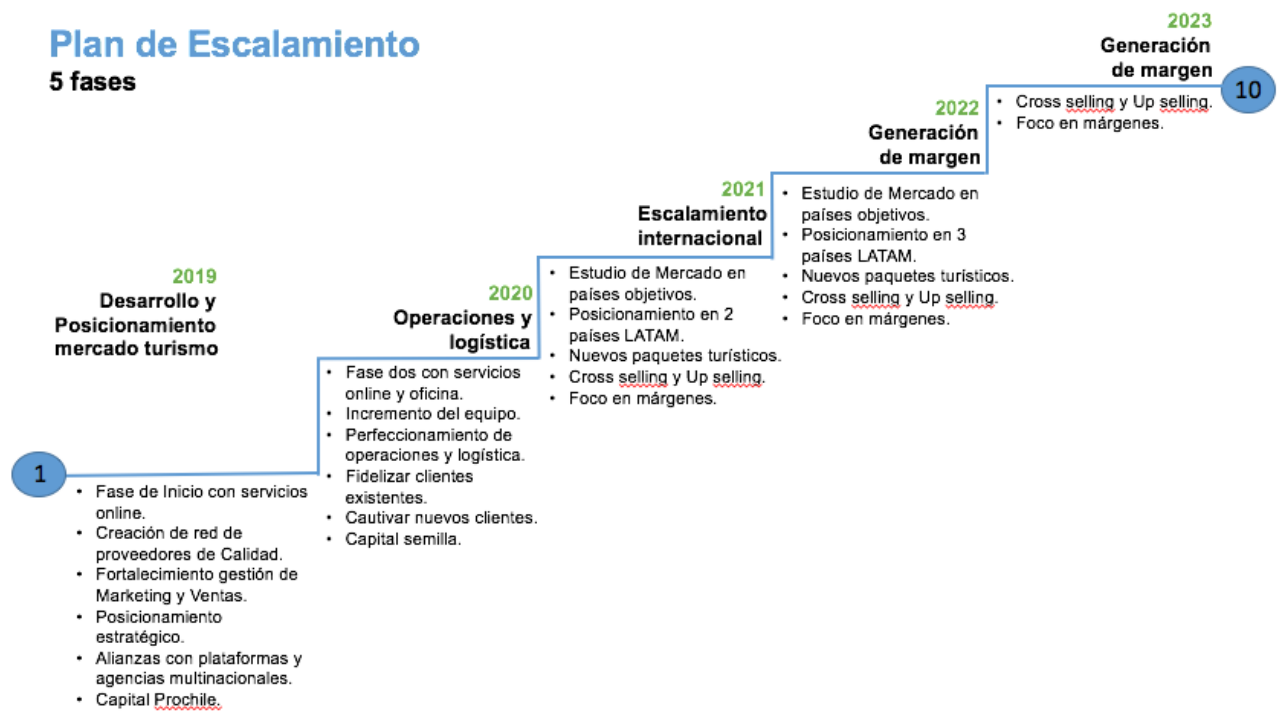 Plan de Escalamiento
5 fases
1
2019
Desarrollo y
Posicionamiento
mercado turismo
• Fase de Inicio con servicios
online.
• Creación de red de
proveedores de Calidad.
• Fortalecimiento gestión de
Marketing y Ventas.
• Posicionamiento
estratégico.
• Alianzas con plataformas y
agencias multinacionales.
• Capital Prochile.
2020
Operaciones y
logística
• Fase dos con servicios
online y oficina.
• Incremento del equipo.
• Perfeccionamiento de
operaciones y logística.
• Fidelizar clientes
existentes.
• Cautivar nuevos clientes.
• Capital semilla.
2021
Escalamiento
internacional
• Estudio de Mercado en
países objetivos.
• Posicionamiento en 2
países LATAM.
• Nuevos paquetes turísticos.
• Cross selling y Up selling.
• Foco en márgenes.
2022
Generación
de margen
• Estudio de Mercado en
países objetivos.
• Posicionamiento en 3
países LATAM.
• Nuevos paquetes turísticos.
• Cross selling y Up selling.
• Foco en márgenes.
2023
Generación
de margen
• Cross selling y Up selling.
• Foco en márgenes.
10